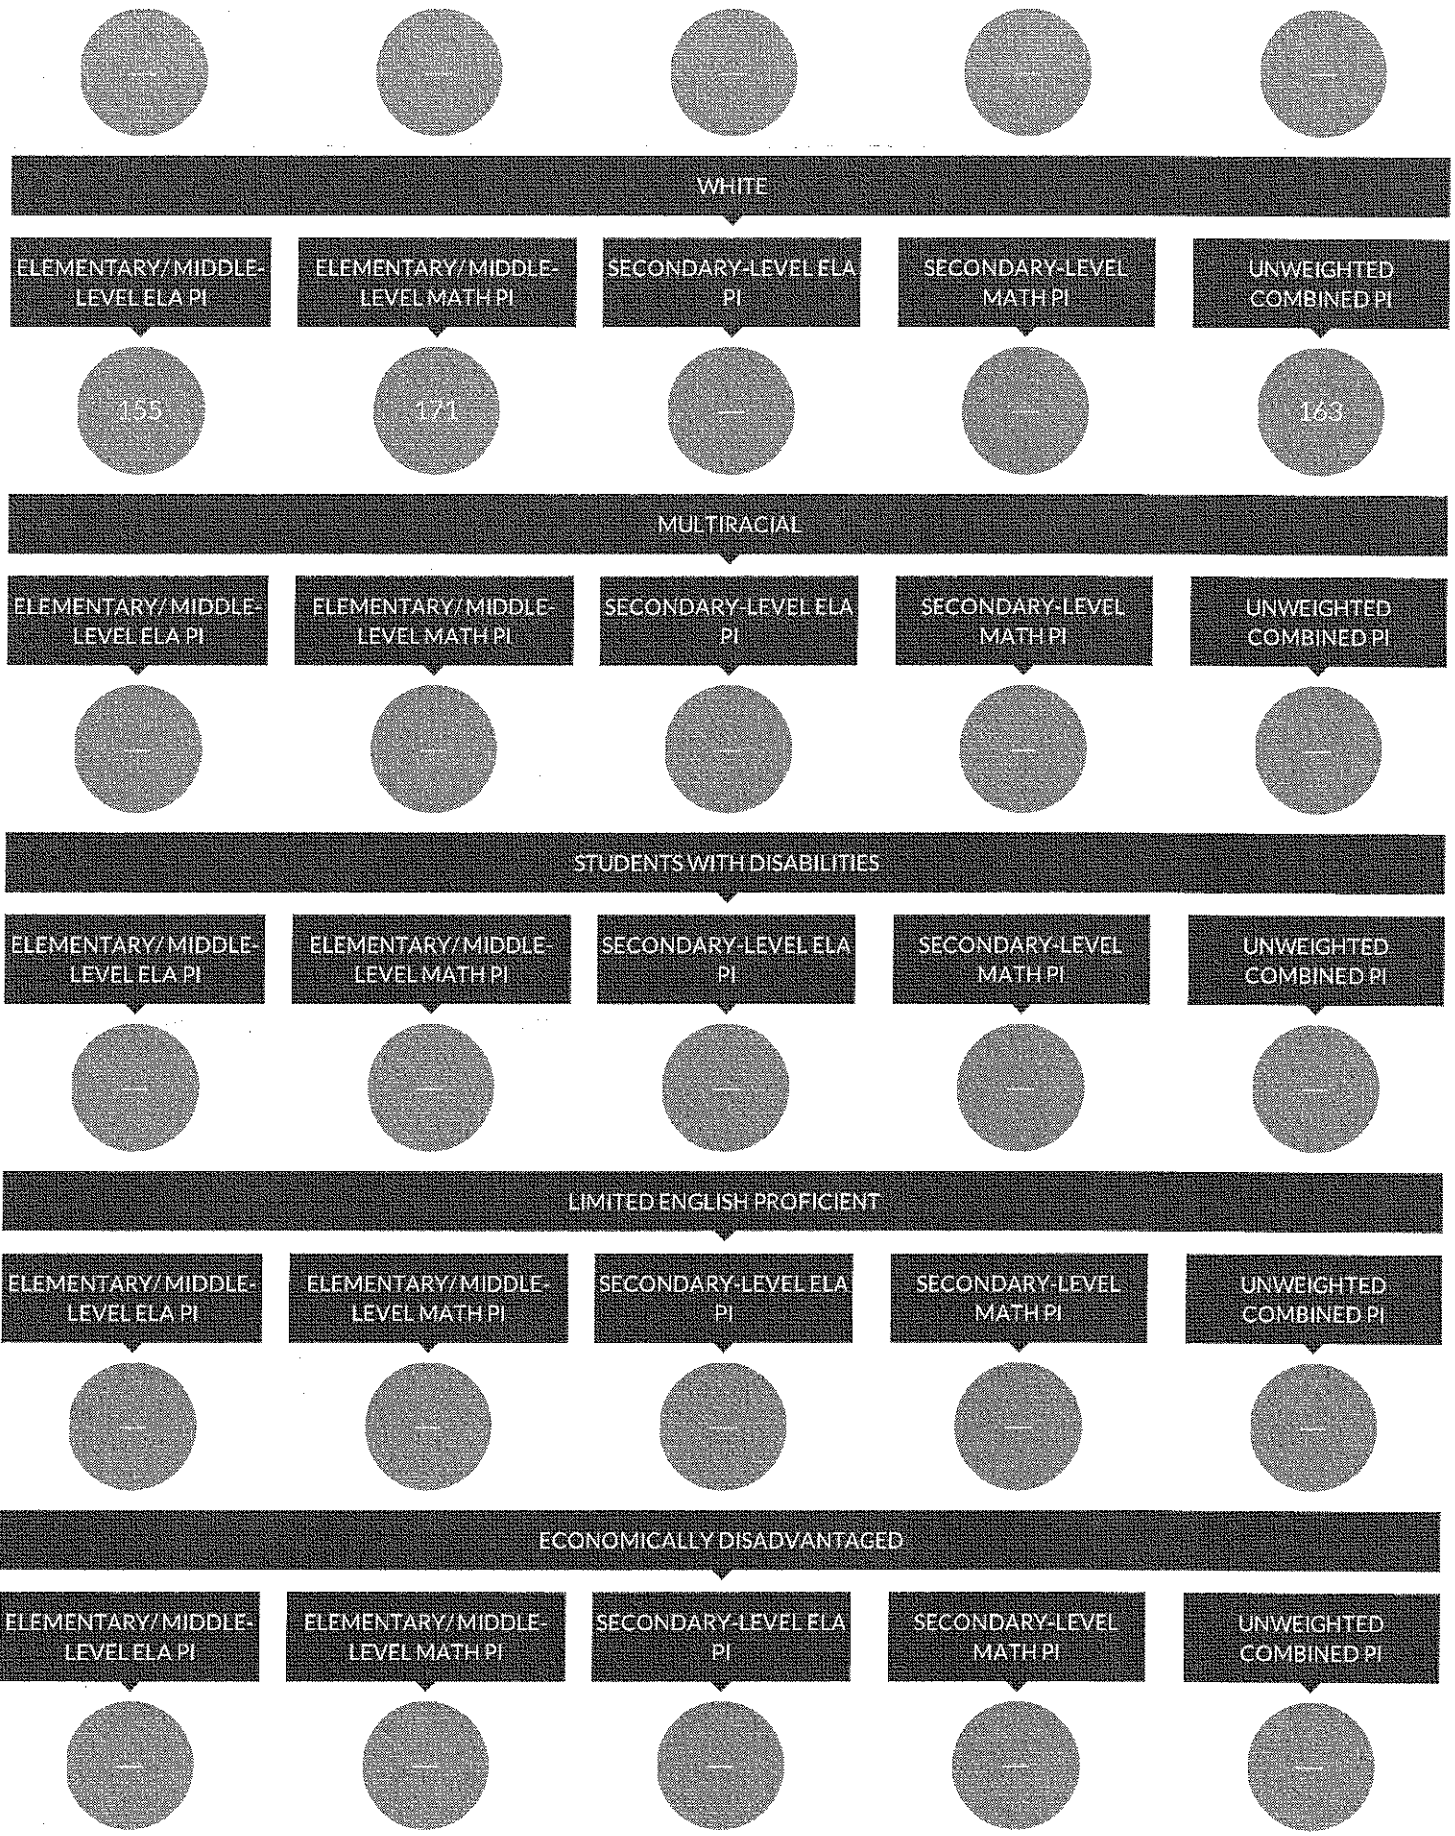 — — — — —
WHITE
ELEMENTARY/MIDDLE- ELEMENTARY/MIDDLE- SECONDARY-LEVEL ELA SECONDARY-LEVEL UNWEIGHTED
LEVEL ELA PI LEVEL MATH PI PI MATH PI COMBINED PI
155 171 — — 163
MULTIRACIAL
ELEMENTARY/MIDDLE- ELEMENTARY/MIDDLE- SECONDARY-LEVEL ELA SECONDARY-LEVEL UNWEIGHTED
LEVEL ELA PI LEVEL MATH PI PI MATH PI COMBINED PI
— — — — —
STUDENTS WITH DISABILITIES
ELEMENTARY/MIDDLE- ELEMENTARY/MIDDLE- SECONDARY-LEVEL ELA SECONDARY-LEVEL UNWEIGHTED
LEVEL ELA PI LEVEL MATH PI PI MATH PI COMBINED PI
— — — — —
LIMITED ENGLISH PROFICIENT
ELEMENTARY/MIDDLE- ELEMENTARY/MIDDLE- SECONDARY-LEVEL ELA SECONDARY-LEVEL UNWEIGHTED
LEVEL ELA PI LEVEL MATH PI PI MATH PI COMBINED PI
— — — — —
ECONOMICALLY DISADVANTAGED
ELEMENTARY/MIDDLE- ELEMENTARY/MIDDLE- SECONDARY-LEVEL ELA SECONDARY-LEVEL UNWEIGHTED
LEVEL ELA PI LEVEL MATH PI PI MATH PI COMBINED PI
— — — — —